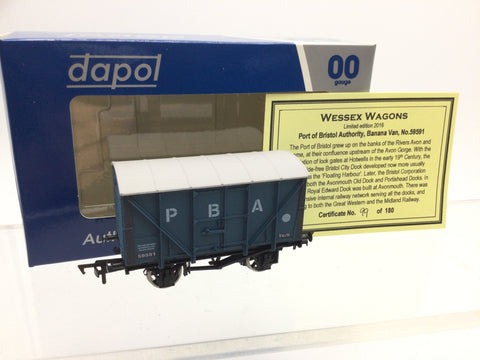 dapol
00
gauge
WESSEX WAGONS
Limited edition 2016
Port of Bristol Authority, Banana Van, No.59591
The Port of Bristol grew up on the banks of the Rivers Avon and
at their confluence upstream of the Avon Gorge. With the
of lock gates at Hotwells in the early 19th Century, the
Bristol City Dock developed now more usually
'Floating Harbour'. Later, the Bristol Corporation
both the Avonmouth Old Dock and Portishead Docks. In
Royal Edward Dock was built at Avonmouth. There was
internal railway network serving all the docks, and
to both the Great Western and the Midland Railway.
Certificate No. 99 of 180
P B A
59591